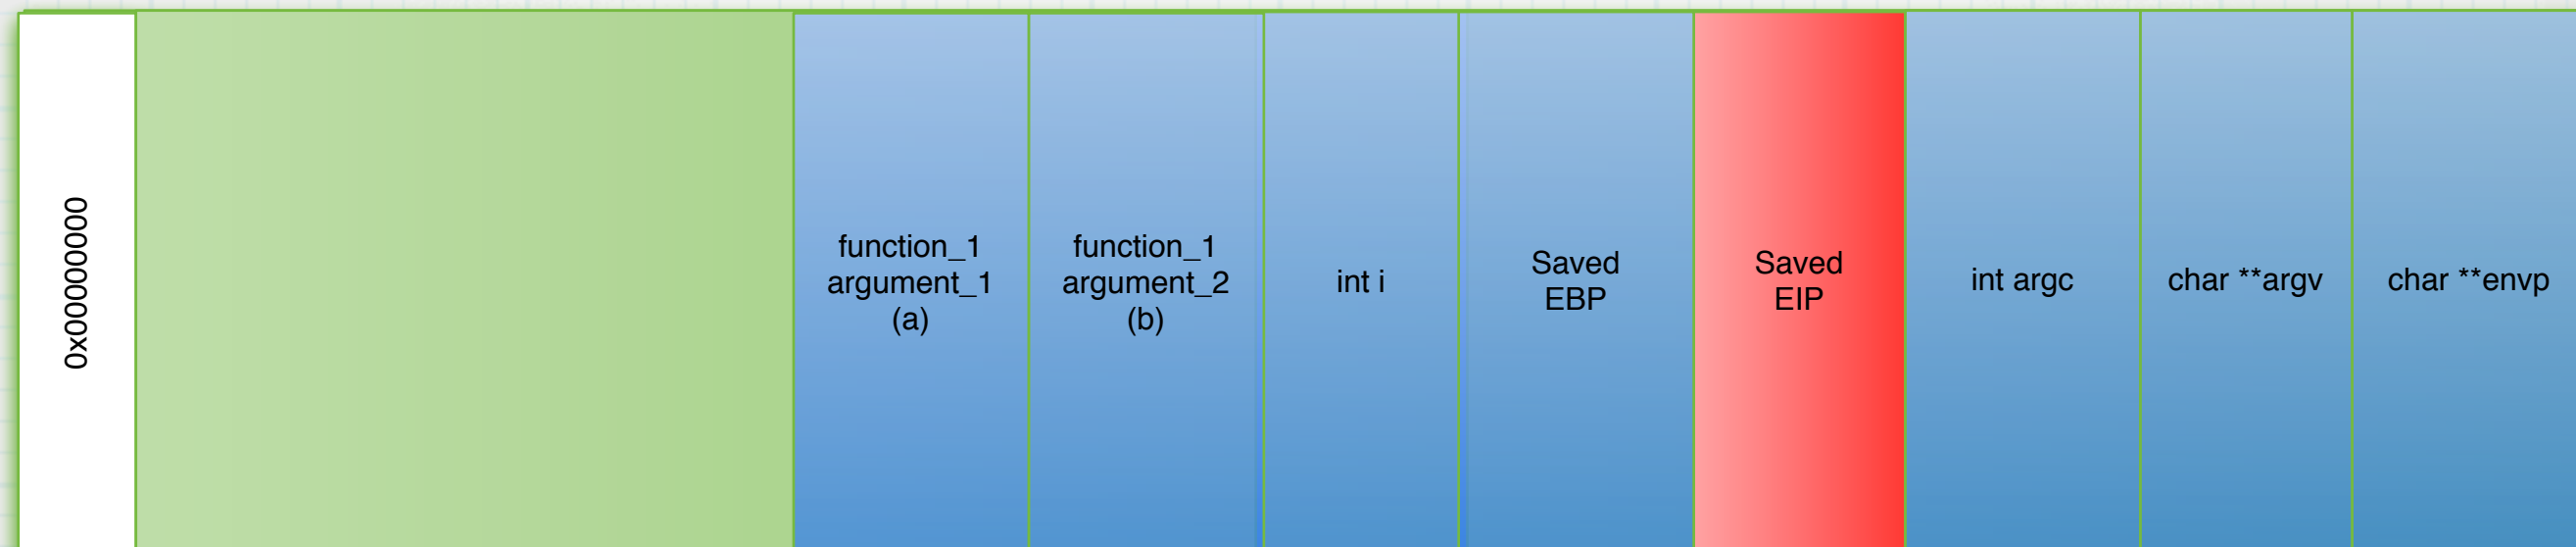 0x00000000
function_1
argument_1
(a)
function_1
argument_2
(b)
int i
Saved
EBP
Saved
EIP
int argc
char **argv
char **envp